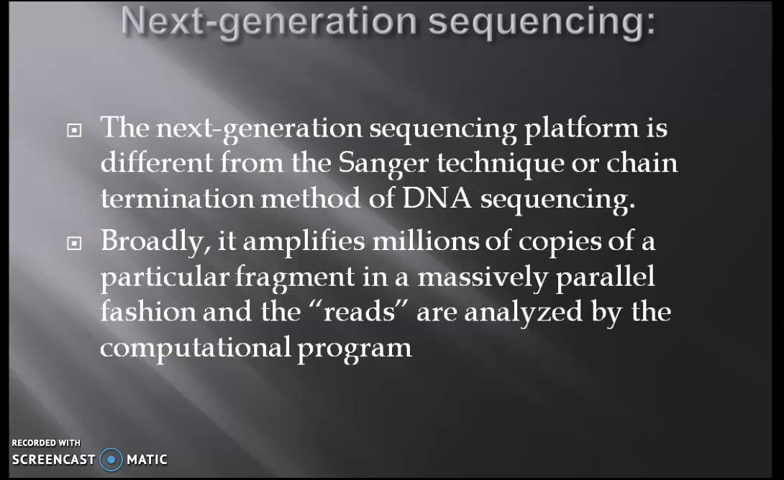 Next-generation sequencing:
The next-generation sequencing platform is
different from the Sanger technique or chain
termination method of DNA sequencing.
Broadly, it amplifies millions of copies of a
particular fragment in a massively parallel
fashion and the “reads” are analyzed by the
computational program
RECORDED WITH
SCREENCAST MATIC